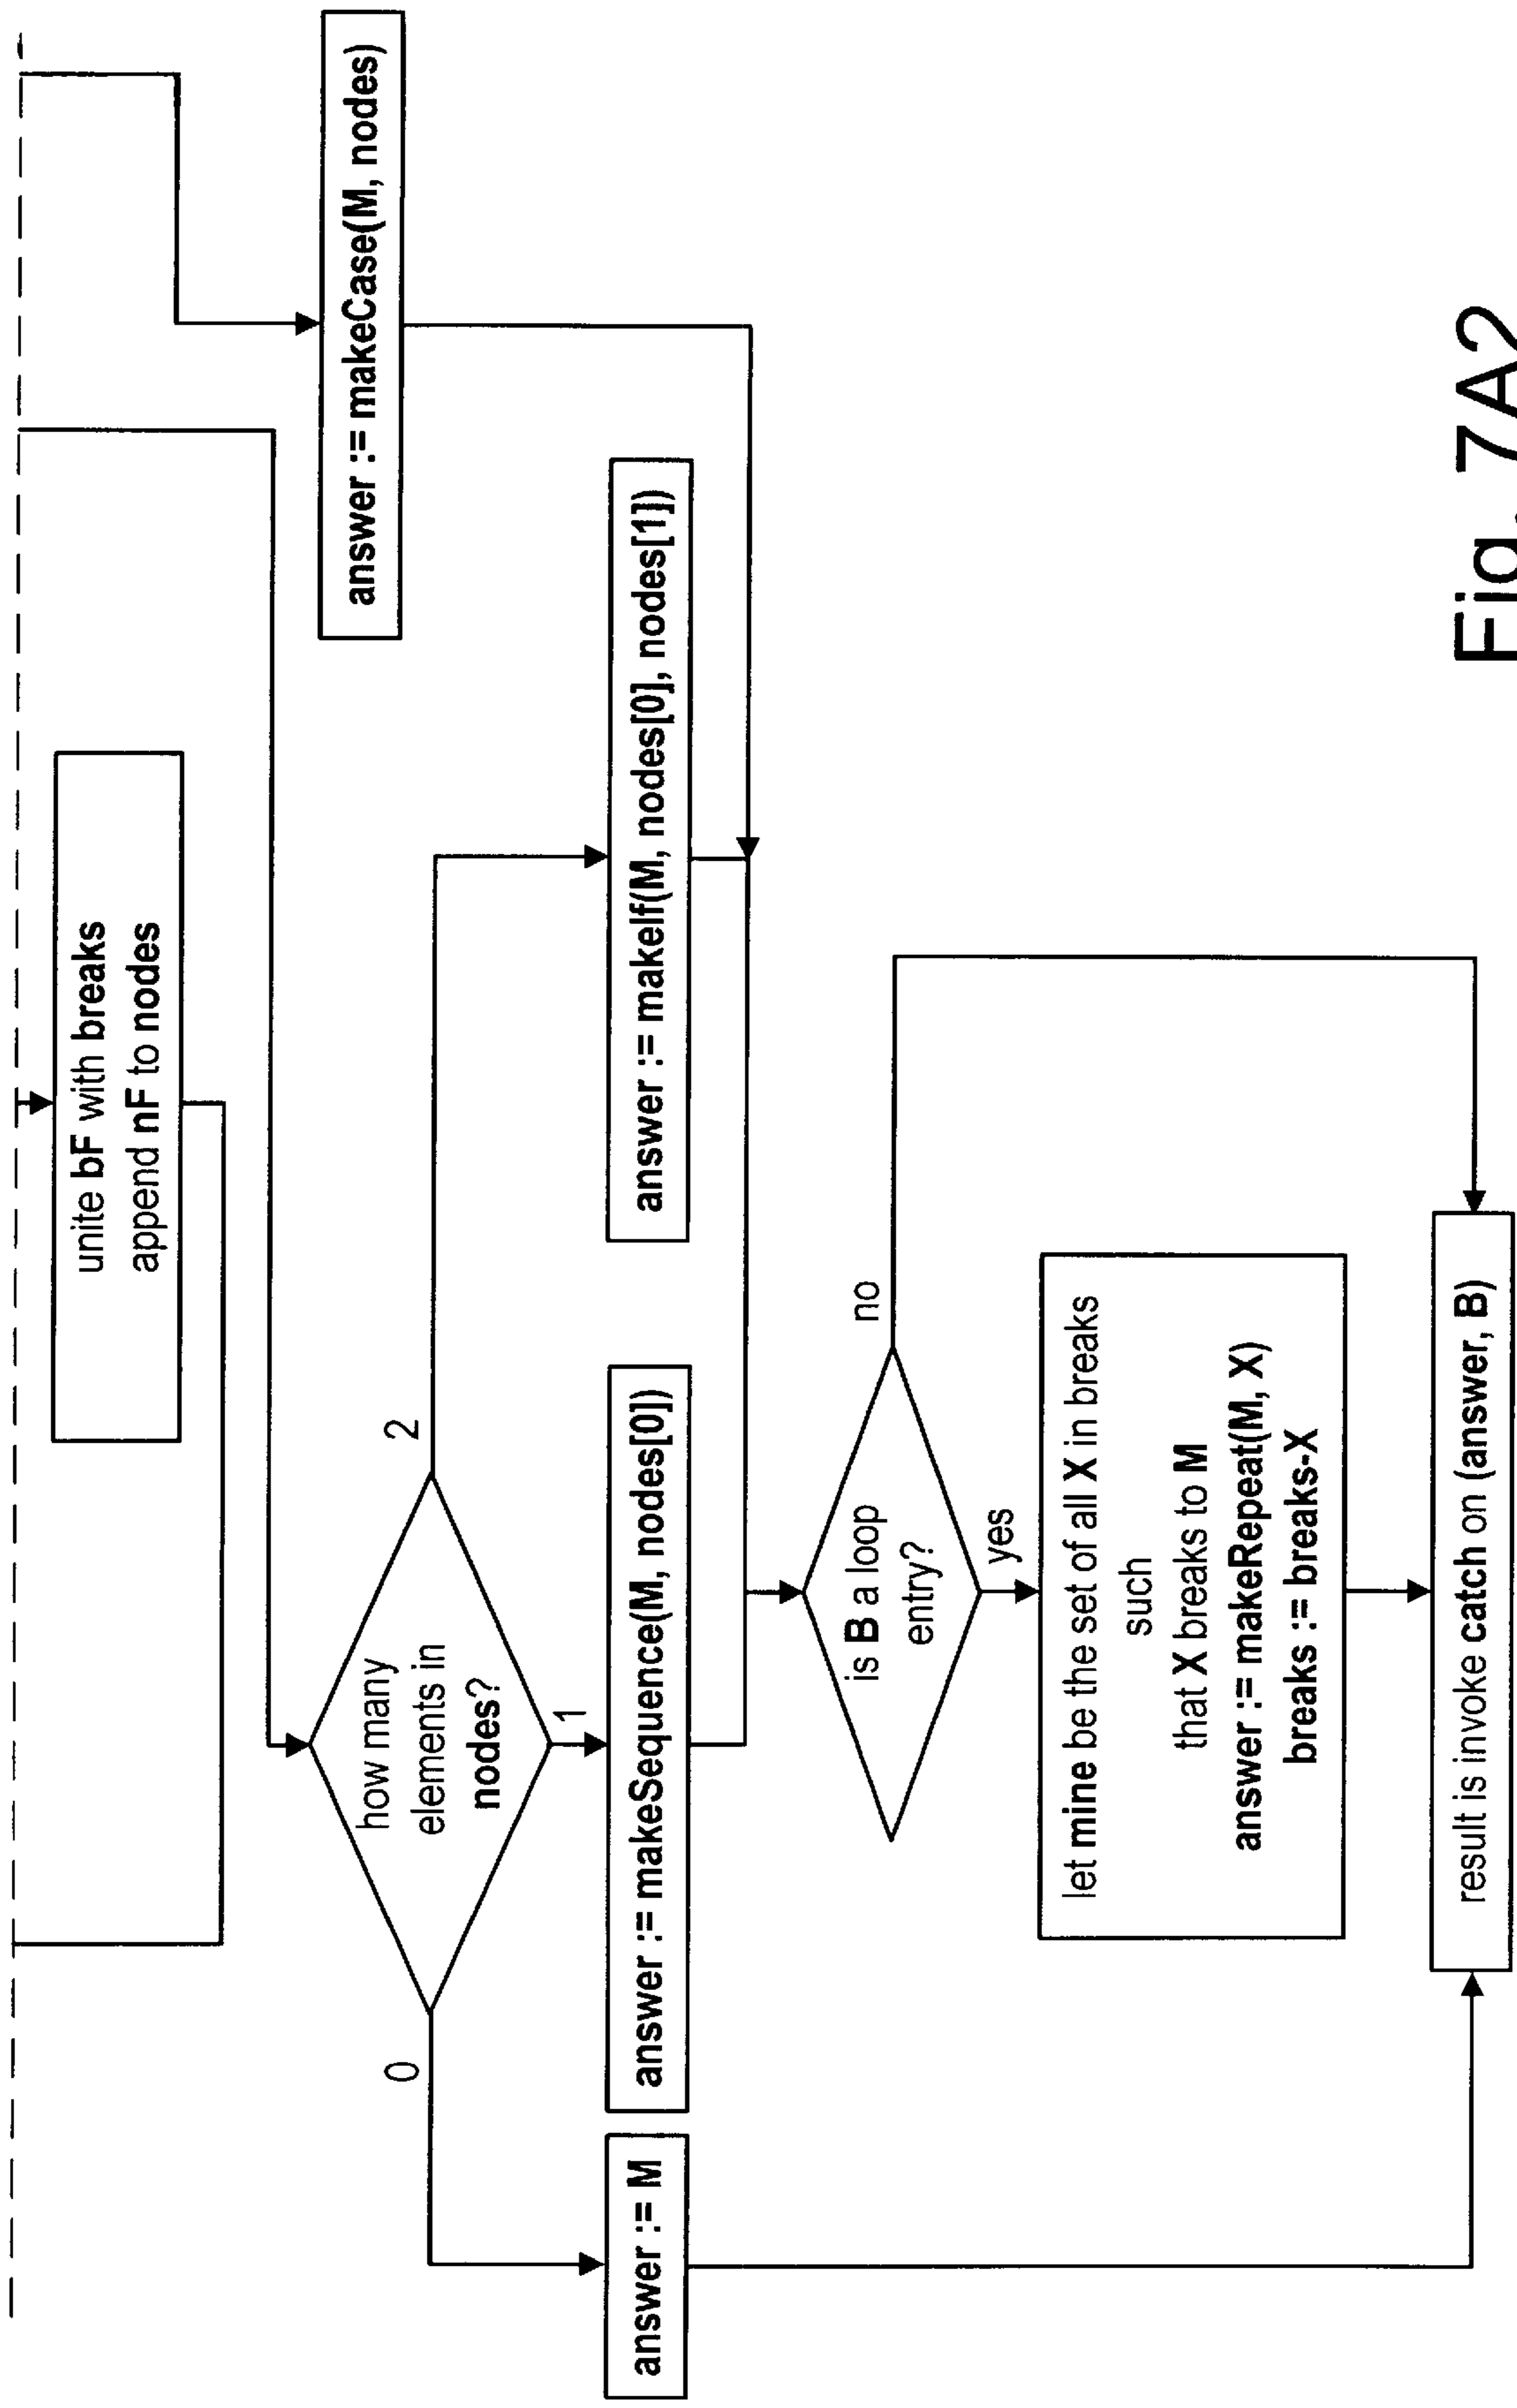 unite bF with breaks
append nF to nodes
answer := makeCase(M, nodes)
how many
elements in
nodes?
0
1
2
answer := M
answer := makeSequence(M, nodes[0])
answer := makeIf(M, nodes[0], nodes[1])
is B a loop
entry?
no
yes
let mine be the set of all X in breaks
such
that X breaks to M
answer := makeRepeat(M, X)
breaks := breaks-X
result is invoke catch on (answer, B)
Fig. 7A2